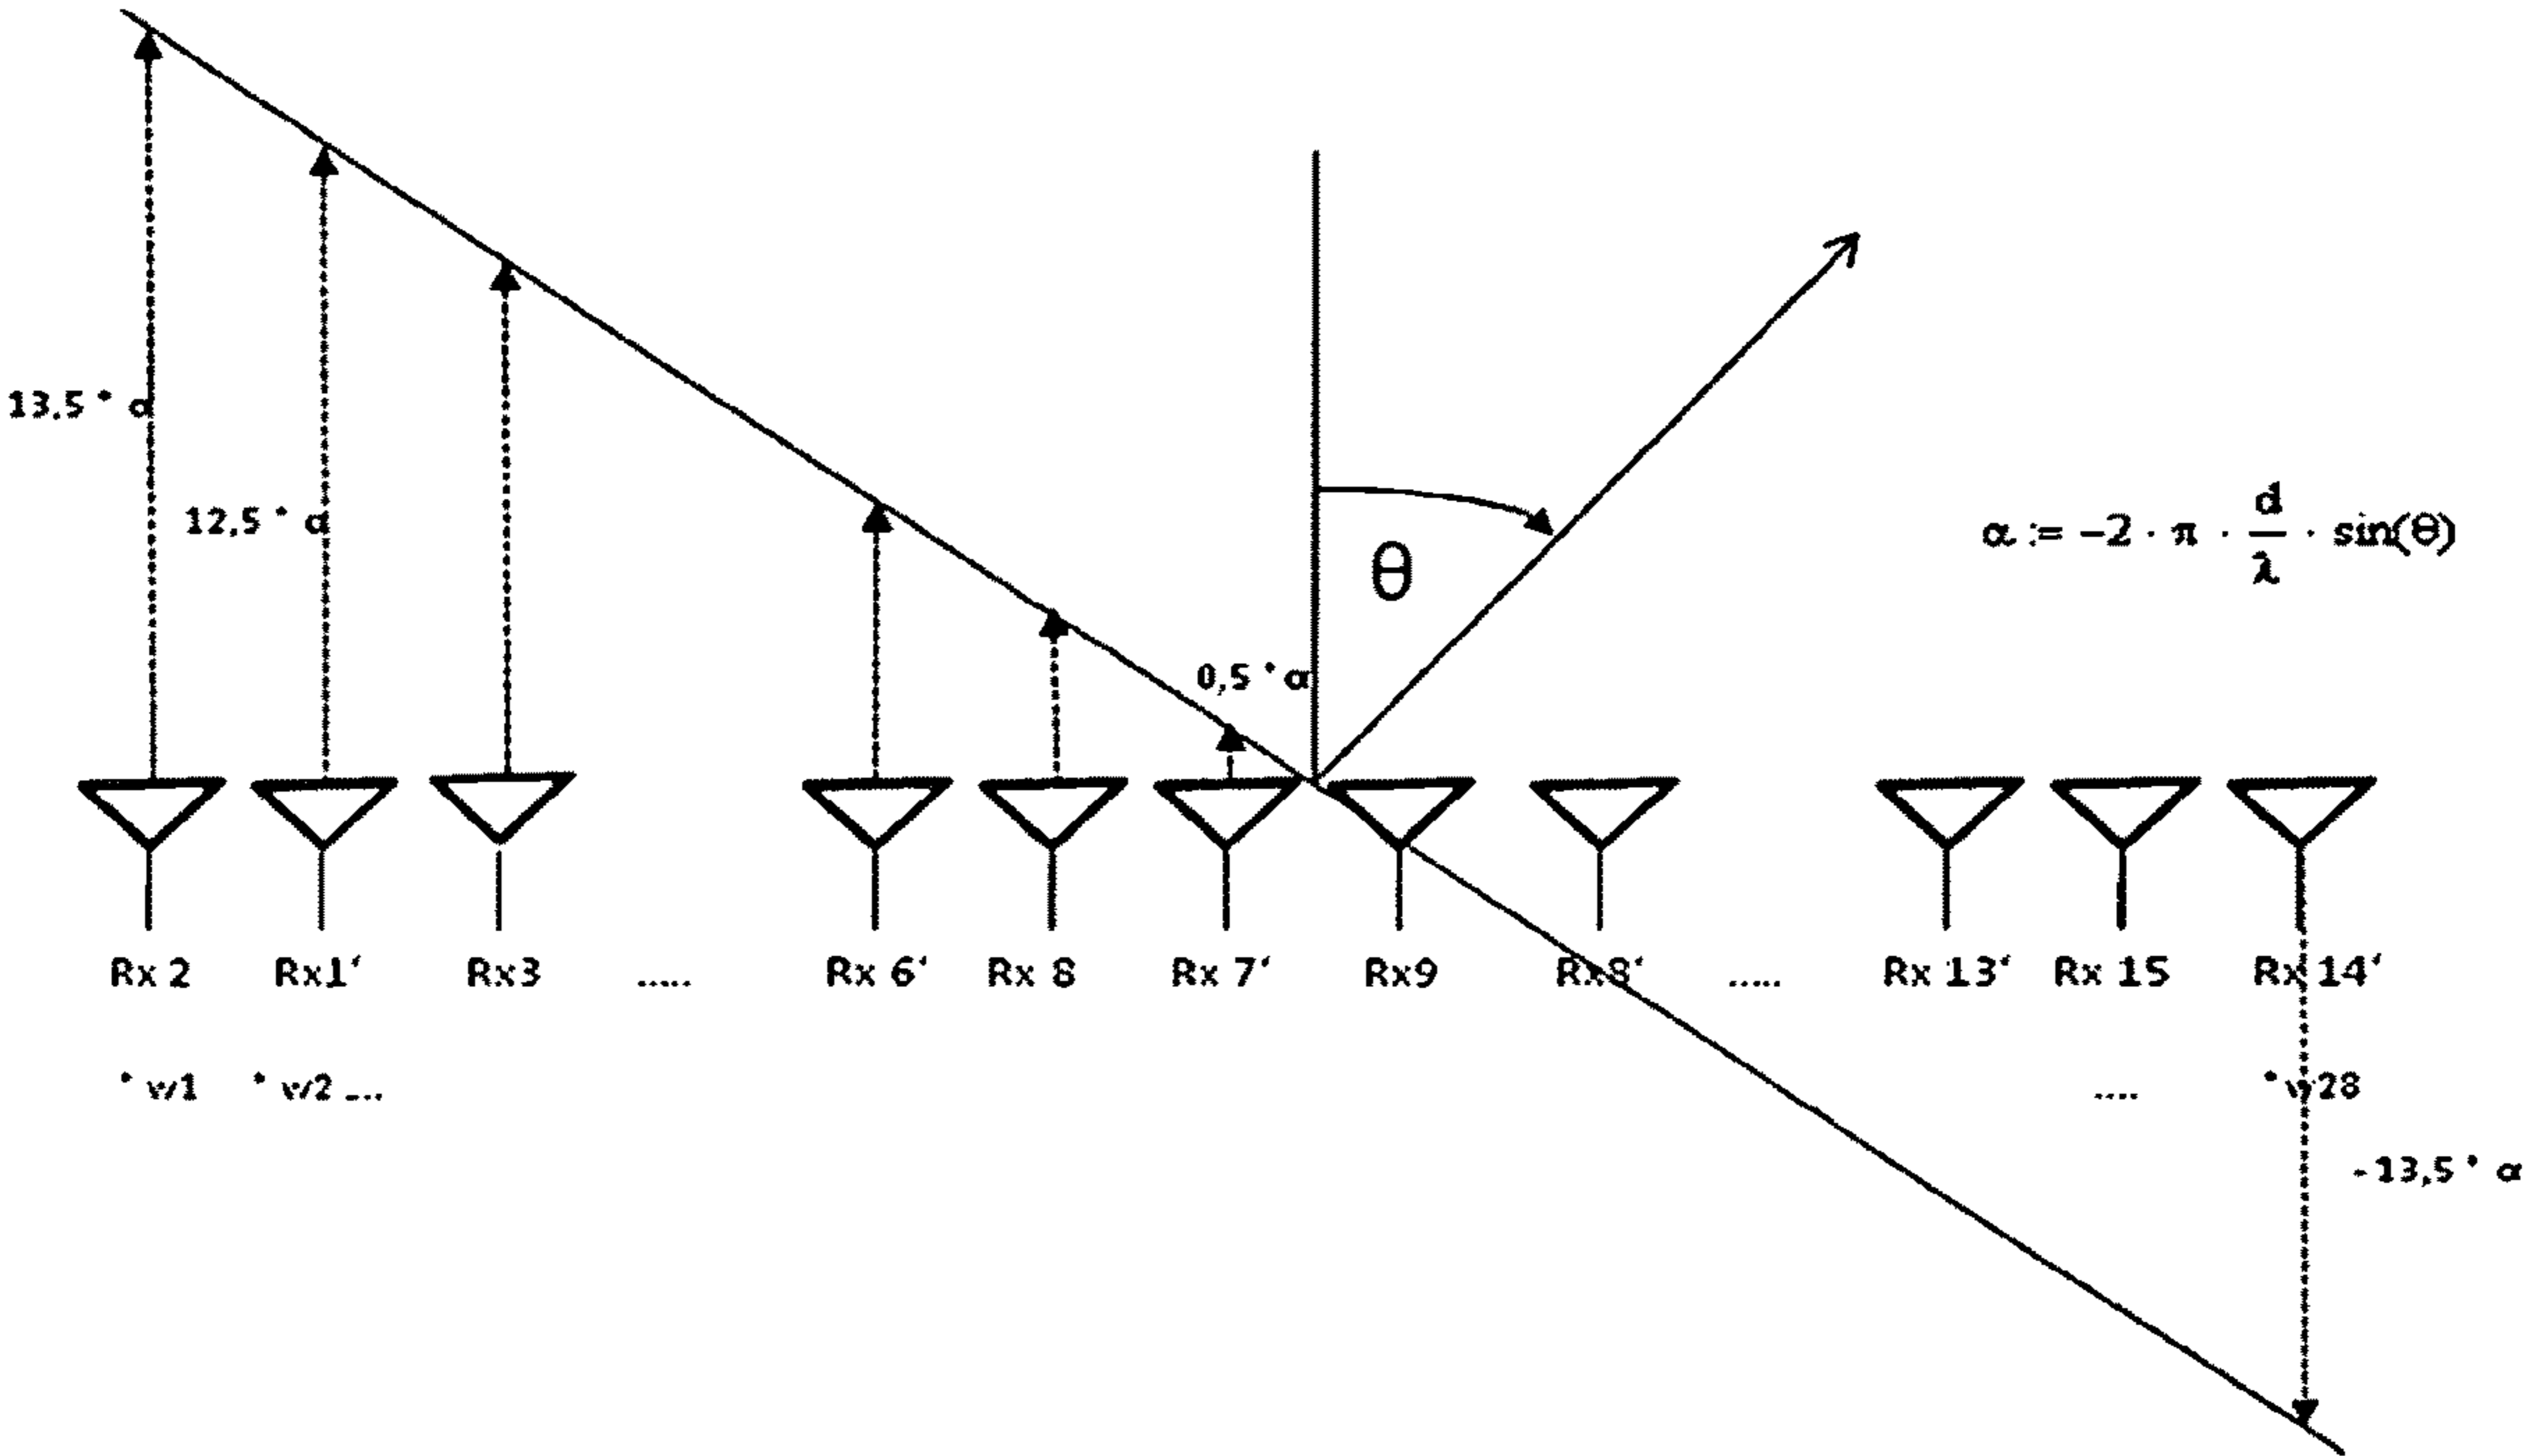 13,5 * α
12,5 * α
α := −2 · π · d/λ · sin(θ)
θ
0,5 * α
Rx 2 Rx1‘ Rx3 ..... Rx 6‘ Rx 8 Rx 7‘ Rx9 Rx8‘ ..... Rx 13‘ Rx 15 Rx 14‘
* w1 * w2 .... .... * w28
- 13,5 * α